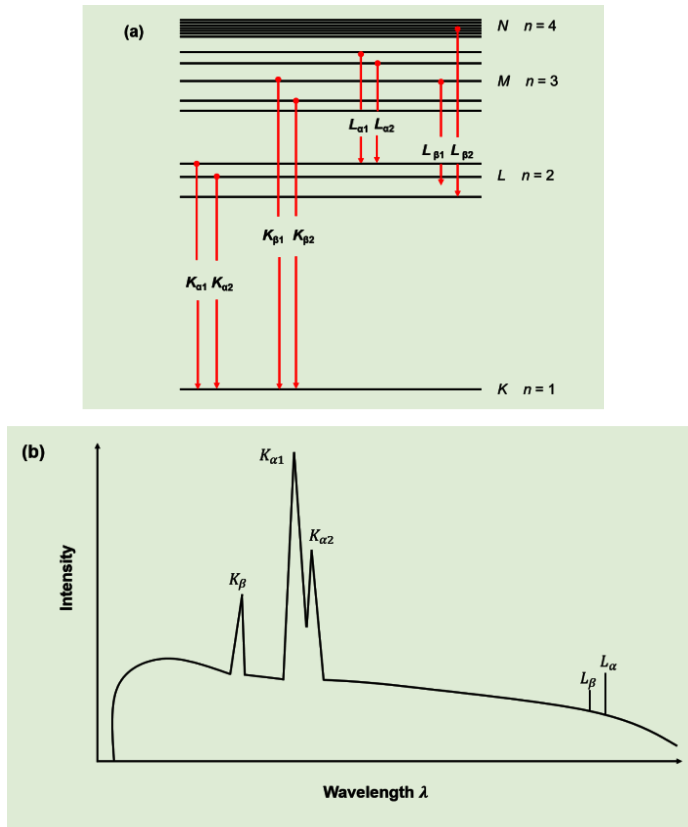 (a)
N n = 4
M n = 3
Lα1 Lα2
Lβ1 Lβ2
L n = 2
Kβ1 Kβ2
Kα1 Kα2
K n = 1
(b)
Kα1
Kα2
Kβ
Intensity
Lα
Lβ
Wavelength λ